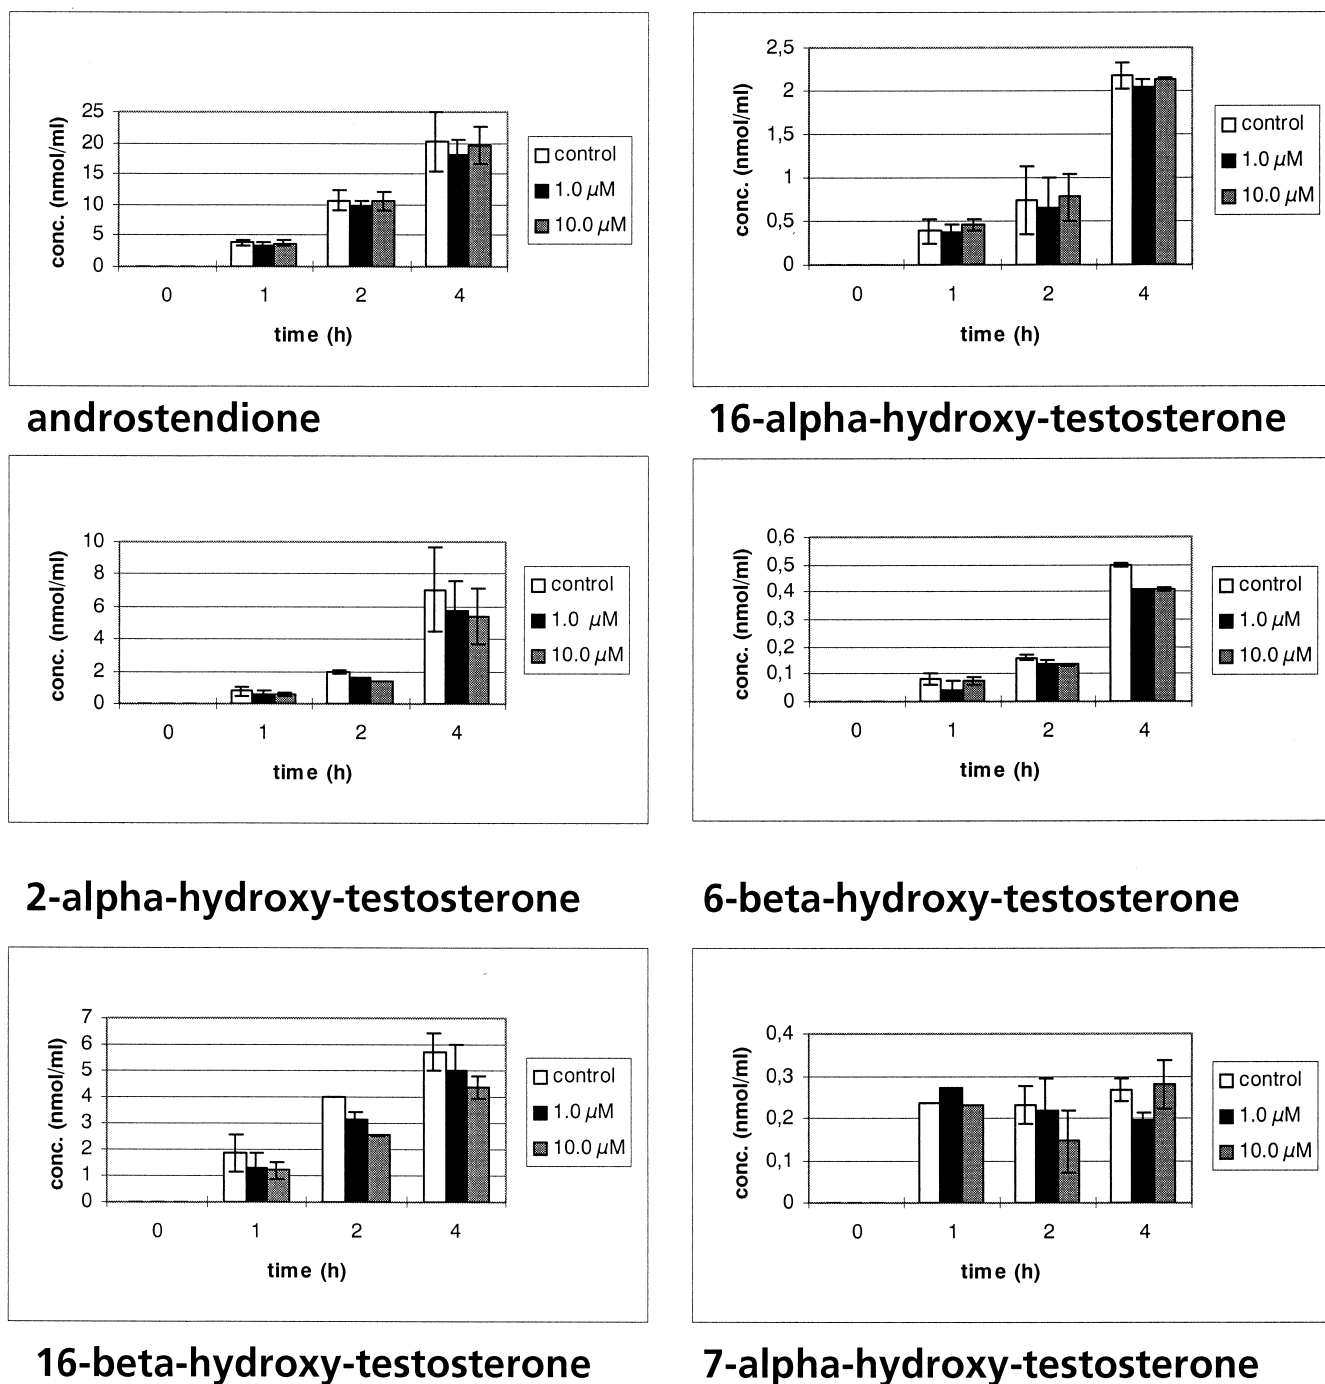 25
20
15
10
5
0
conc. (nmol/ml)
0 1 2 4
time (h)
control
1.0 µM
10.0 µM
androstendione
2,5
2
1,5
1
0,5
0
conc. (nmol/ml)
0 1 2 4
time (h)
control
1.0 µM
10.0 µM
16-alpha-hydroxy-testosterone
10
8
6
4
2
0
conc. (nmol/ml)
0 1 2 4
time (h)
control
1.0 µM
10.0 µM
2-alpha-hydroxy-testosterone
0,6
0,5
0,4
0,3
0,2
0,1
0
conc. (nmol/ml)
0 1 2 4
time (h)
control
1.0 µM
10.0 µM
6-beta-hydroxy-testosterone
7
6
5
4
3
2
1
0
conc. (nmol/ml)
0 1 2 4
time (h)
control
1.0 µM
10.0 µM
16-beta-hydroxy-testosterone
0,4
0,3
0,2
0,1
0
conc. (nmol/ml)
0 1 2 4
time (h)
control
1.0 µM
10.0 µM
7-alpha-hydroxy-testosterone